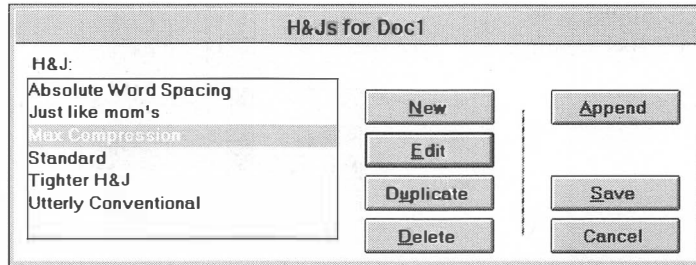 H&Js for Doc1
H&J:
Absolute Word Spacing
Just like mom's
Max Compression
Standard
Tighter H&J
Utterly Conventional
New
Edit
Duplicate
Delete
Append
Save
Cancel